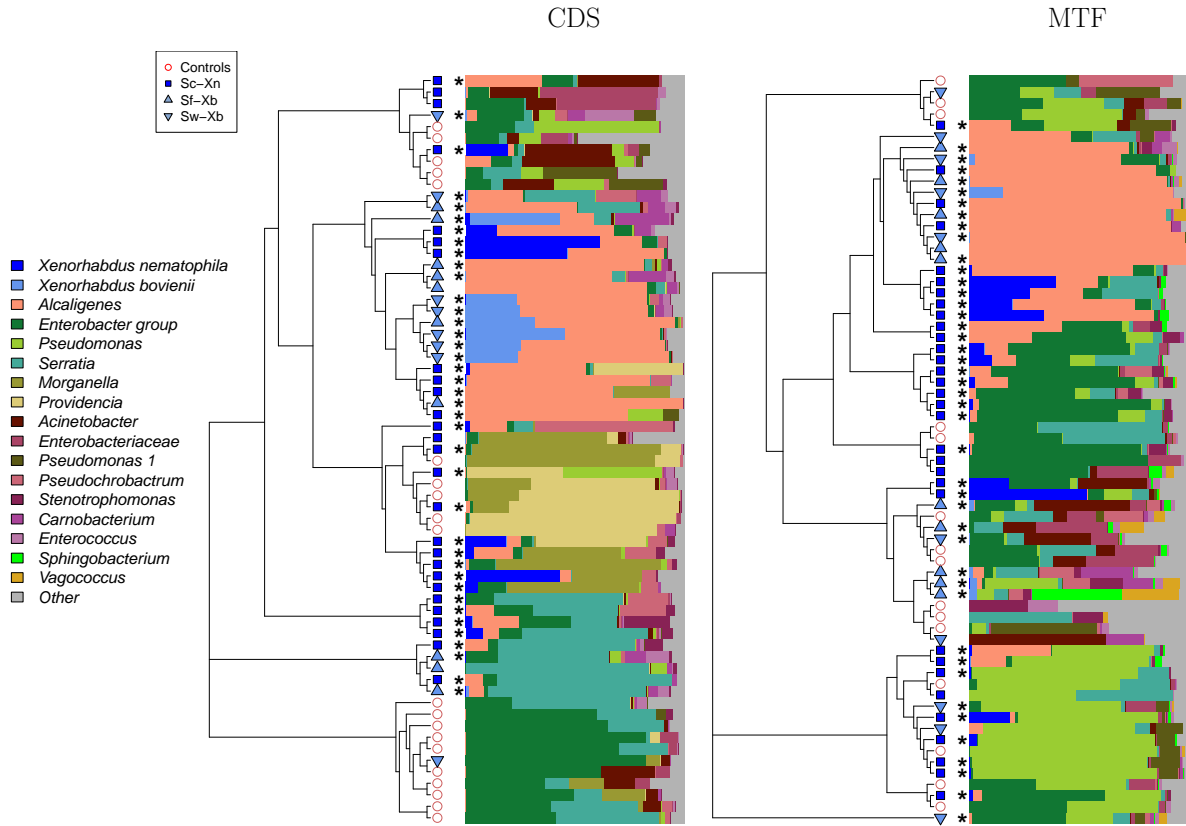 CDS
MTF
Controls
Sc−Xn
Sf−Xb
Sw−Xb
Xenorhabdus nematophila
Xenorhabdus bovienii
Alcaligenes
Enterobacter group
Pseudomonas
Serratia
Morganella
Providencia
Acinetobacter
Enterobacteriaceae
Pseudomonas 1
Pseudochrobactrum
Stenotrophomonas
Carnobacterium
Enterococcus
Sphingobacterium
Vagococcus
Other